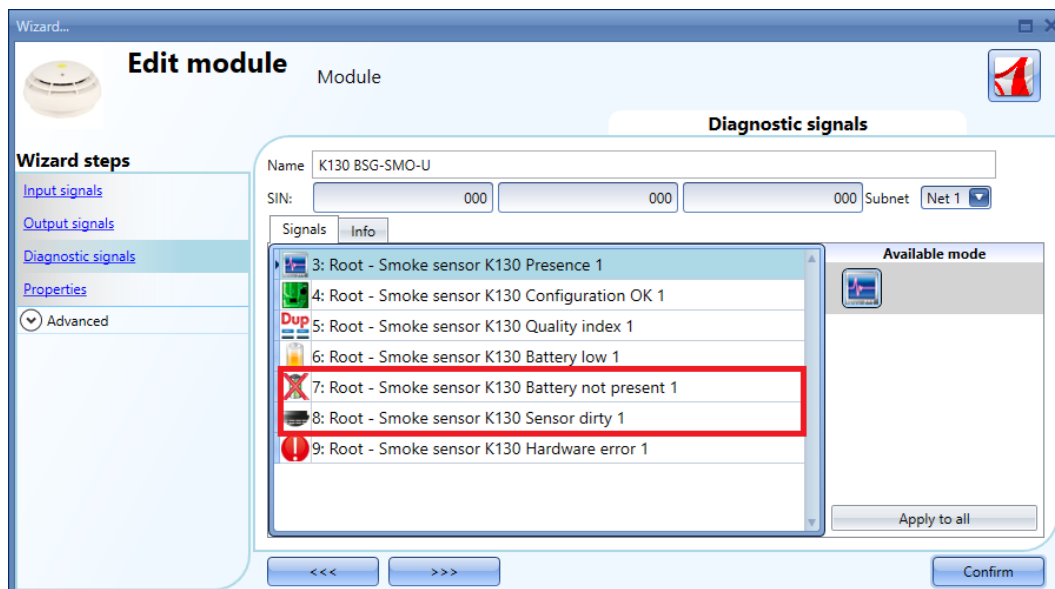 Wizard...
Edit module
Module
Diagnostic signals
Wizard steps
Input signals
Output signals
Diagnostic signals
Properties
Advanced
Name K130 BSG-SMO-U
SIN: 000 000 000 Subnet Net 1
Signals Info
3: Root - Smoke sensor K130 Presence 1
4: Root - Smoke sensor K130 Configuration OK 1
Dup 5: Root - Smoke sensor K130 Quality index 1
6: Root - Smoke sensor K130 Battery low 1
7: Root - Smoke sensor K130 Battery not present 1
8: Root - Smoke sensor K130 Sensor dirty 1
9: Root - Smoke sensor K130 Hardware error 1
Available mode
Apply to all
<<< >>> Confirm